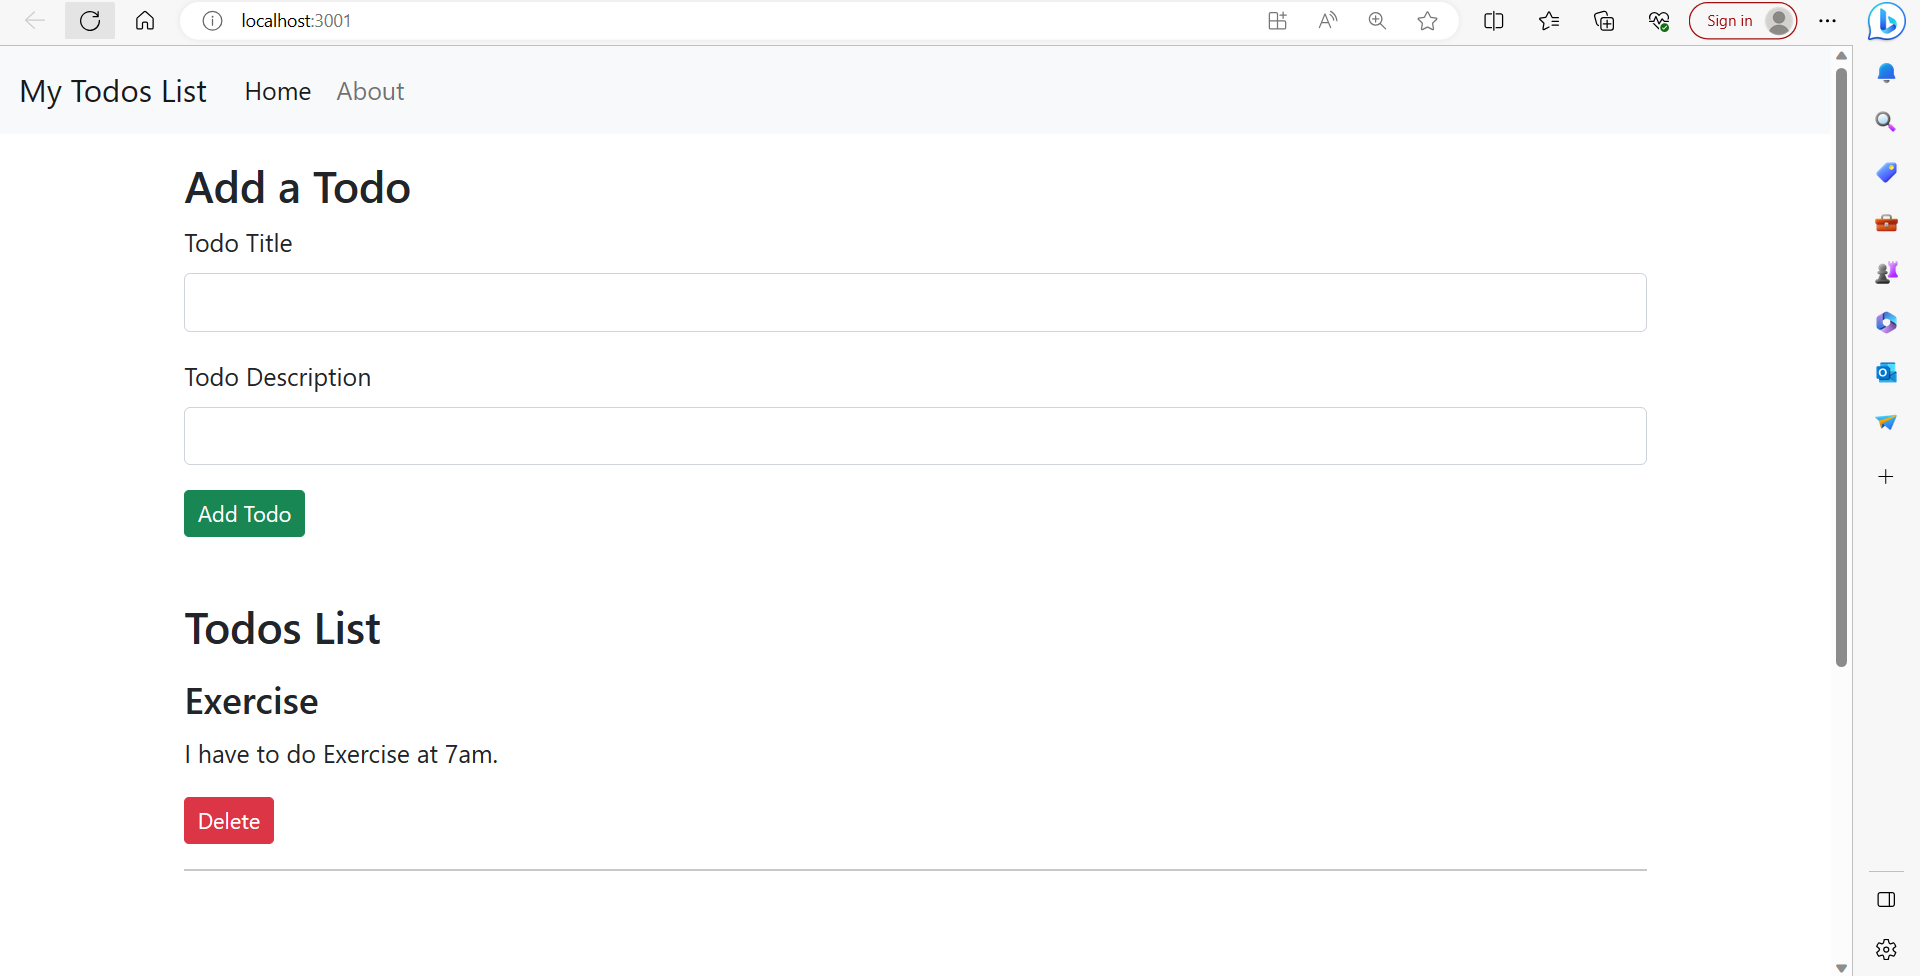 localhost:3001
Sign in
My Todos List Home About
Add a Todo
Todo Title
Todo Description
Add Todo
Todos List
Exercise
I have to do Exercise at 7am.
Delete